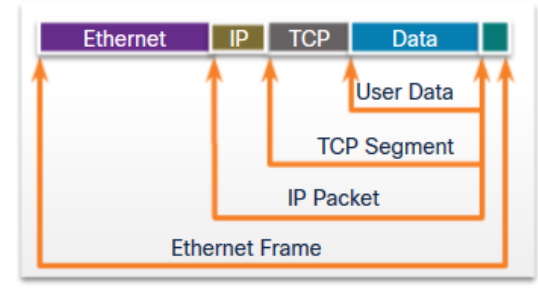 Ethernet IP TCP Data
User Data
TCP Segment
IP Packet
Ethernet Frame